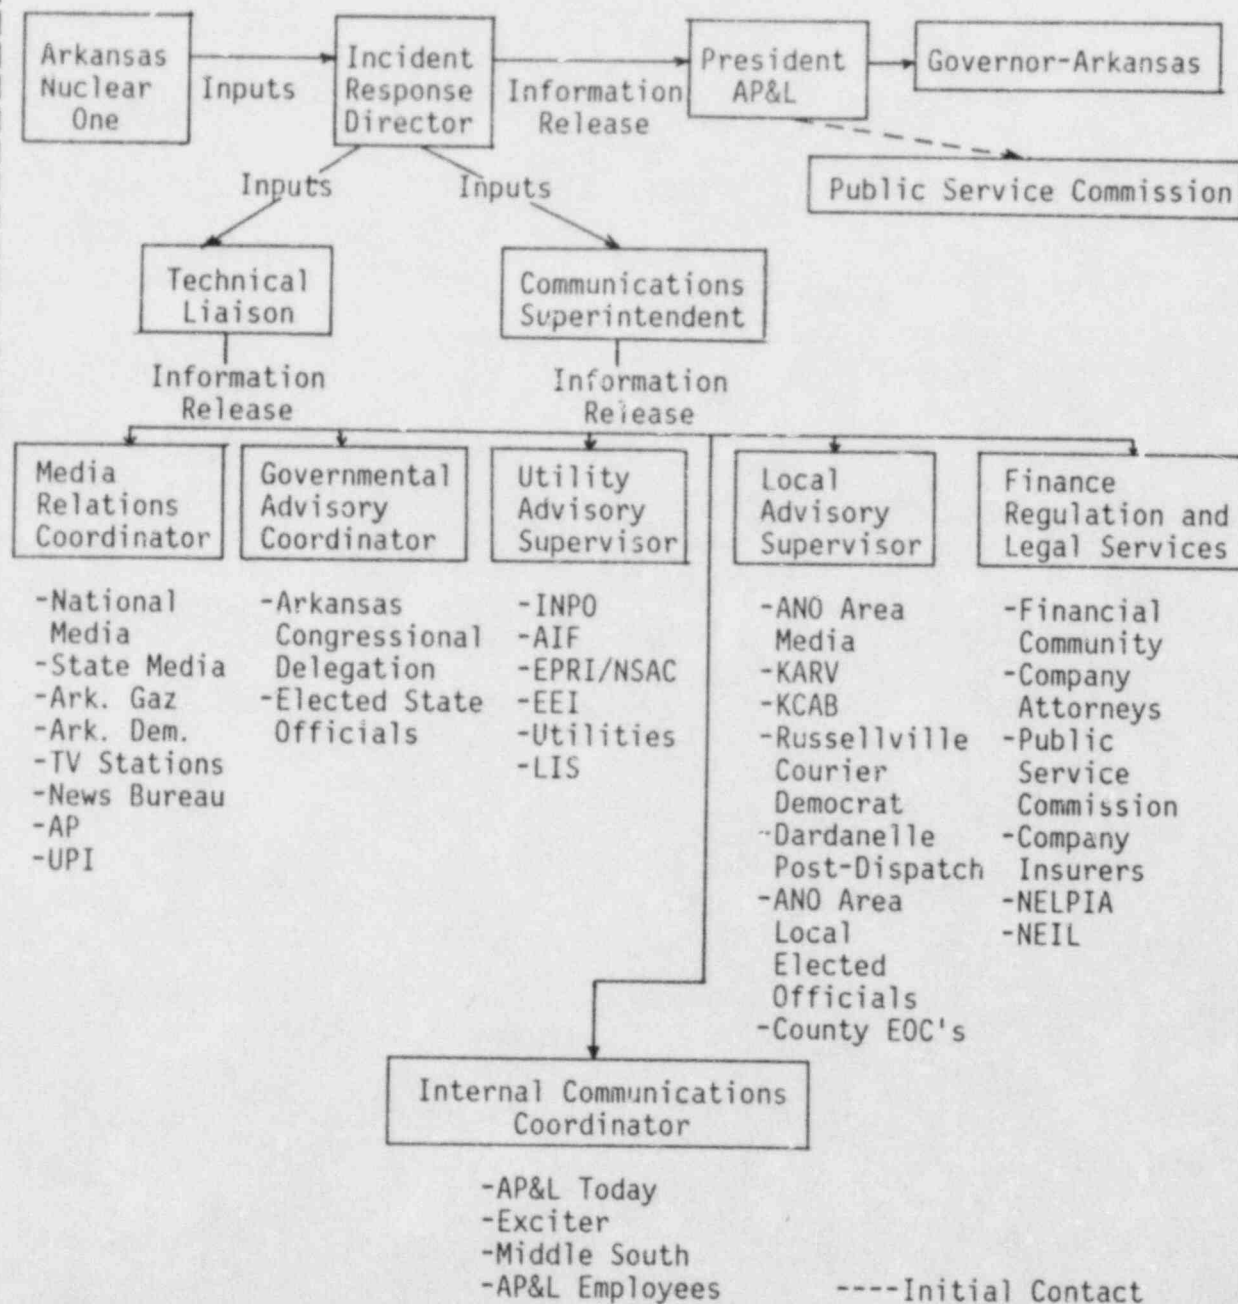 Arkansas
Nuclear
One
Inputs
Incident
Response
Director
Information
Release
President
AP&L
Governor-Arkansas
Public Service Commission
Inputs
Inputs
Technical
Liaison
Communications
Superintendent
Information
Release
Information
Release
Media
Relations
Coordinator
-National
Media
-State Media
-Ark. Gaz
-Ark. Dem.
-TV Stations
-News Bureau
-AP
-UPI
Governmental
Advisory
Coordinator
-Arkansas
Congressional
Delegation
-Elected State
Officials
Utility
Advisory
Supervisor
-INPO
-AIF
-EPRI/NSAC
-EEI
-Utilities
-LIS
Local
Advisory
Supervisor
-ANO Area
Media
-KARV
-KCAB
-Russellville
Courier
Democrat
-Dardanelle
Post-Dispatch
-ANO Area
Local
Elected
Officials
-County EOC's
Finance
Regulation and
Legal Services
-Financial
Community
-Company
Attorneys
-Public
Service
Commission
-Company
Insurers
-NELPIA
-NEIL
Internal Communications
Coordinator
-AP&L Today
-Exciter
-Middle South
-AP&L Employees
----Initial Contact